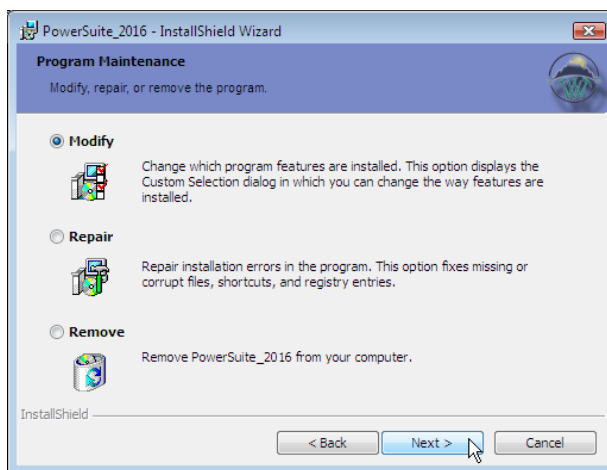 PowerSuite_2016 - InstallShield Wizard
Program Maintenance
Modify, repair, or remove the program.
Modify
Change which program features are installed. This option displays the
Custom Selection dialog in which you can change the way features are
installed.
Repair
Repair installation errors in the program. This option fixes missing or
corrupt files, shortcuts, and registry entries.
Remove
Remove PowerSuite_2016 from your computer.
InstallShield
< Back
Next >
Cancel